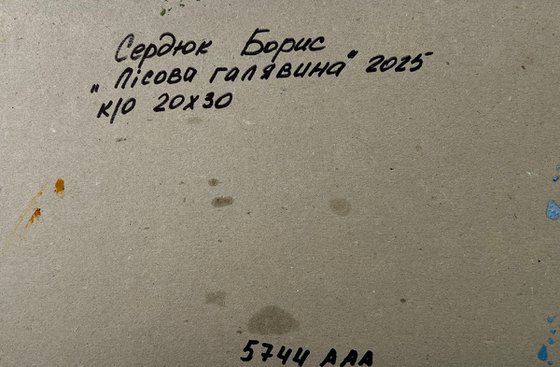 Сердюк Борис
"Лісова галявина" 2025
к/о 20х30
5744 ААА